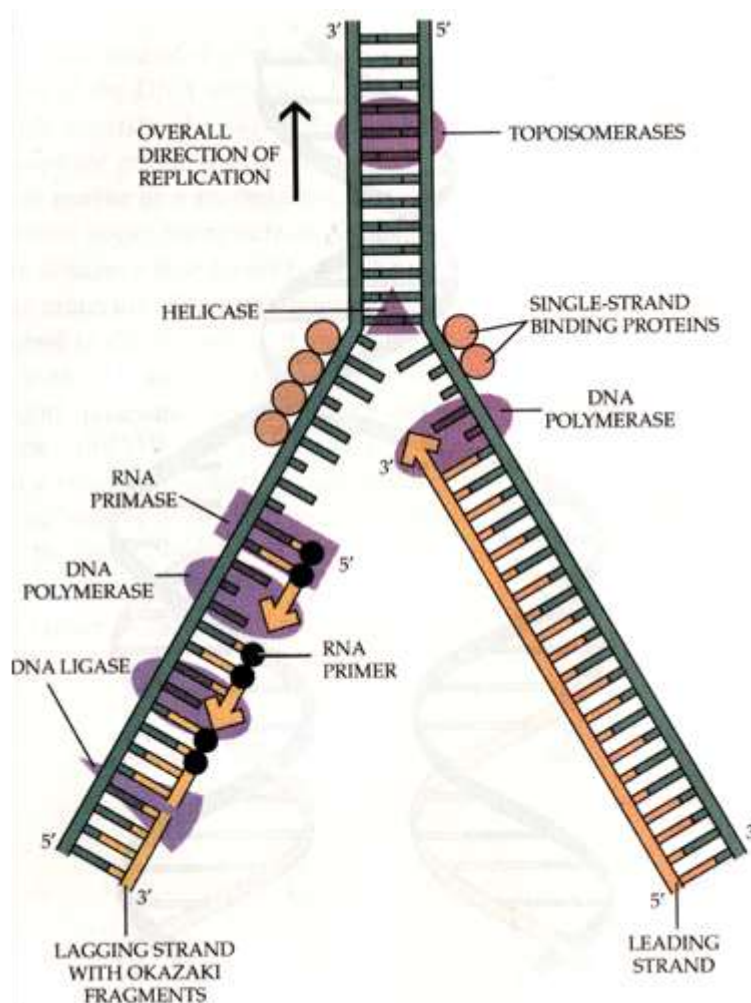 3′
5′
OVERALL
DIRECTION OF
REPLICATION
TOPOISOMERASES
HELICASE
SINGLE-STRAND
BINDING PROTEINS
DNA
POLYMERASE
3′
RNA
PRIMASE
5′
DNA
POLYMERASE
RNA
PRIMER
DNA LIGASE
5′
3′
3′
5′
LAGGING STRAND
WITH OKAZAKI
FRAGMENTS
LEADING
STRAND